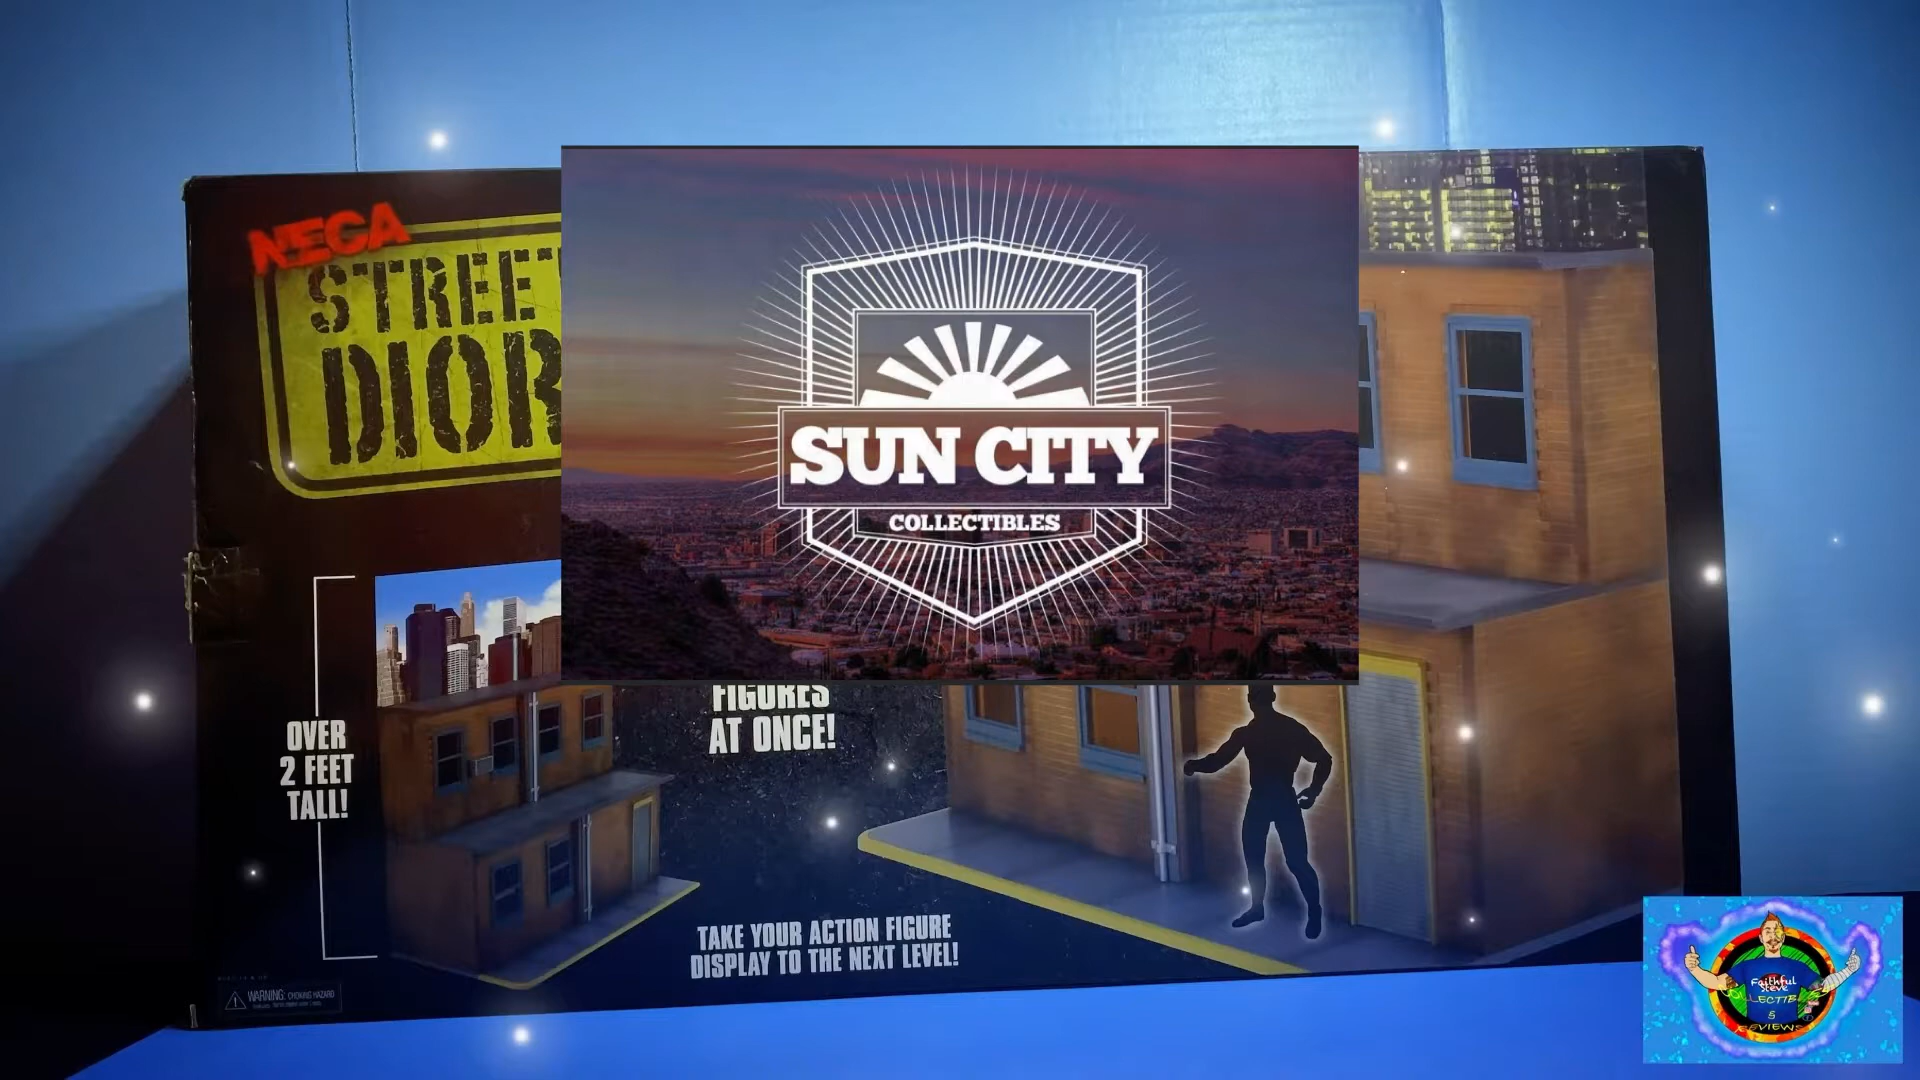 NECA
STREE
DIOR
SUN CITY
COLLECTIBLES
FIGURES
AT ONCE!
OVER
2 FEET
TALL!
TAKE YOUR ACTION FIGURE
DISPLAY TO THE NEXT LEVEL!
WARNING: CHOKING HAZARD
Faithful
Steve